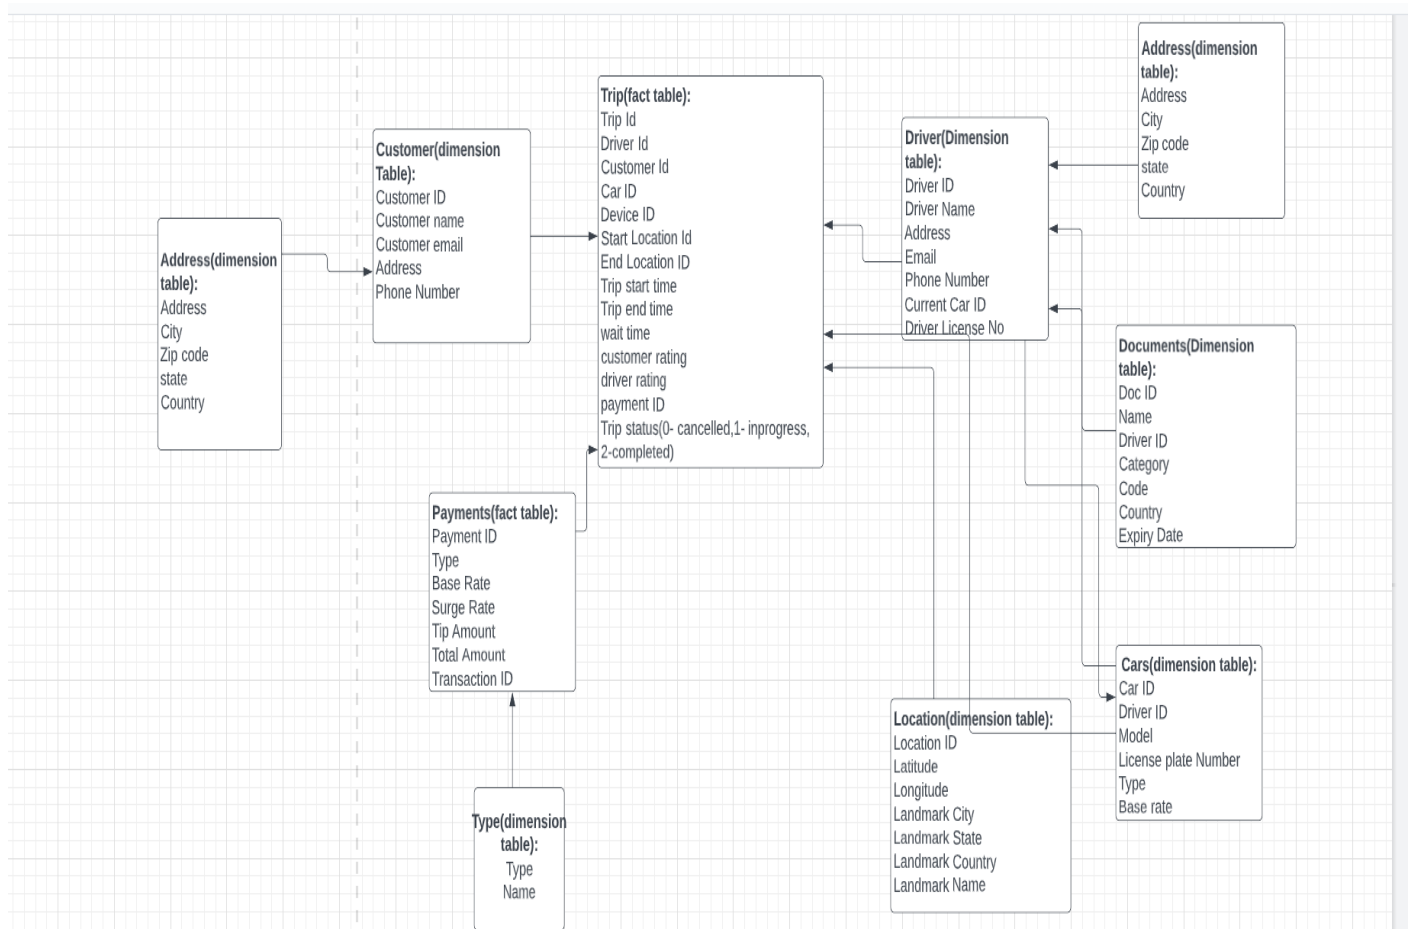 Address(dimension
table):
Address
City
Zip code
state
Country
Customer(dimension
Table):
Customer ID
Customer name
Customer email
Address
Phone Number
Trip(fact table):
Trip Id
Driver Id
Customer Id
Car ID
Device ID
Start Location Id
End Location ID
Trip start time
Trip end time
wait time
customer rating
driver rating
payment ID
Trip status(0- cancelled,1- inprogress,
2-completed)
Driver(Dimension
table):
Driver ID
Driver Name
Address
Email
Phone Number
Current Car ID
Driver License No
Address(dimension
table):
Address
City
Zip code
state
Country
Documents(Dimension
table):
Doc ID
Name
Driver ID
Category
Code
Country
Expiry Date
Payments(fact table):
Payment ID
Type
Base Rate
Surge Rate
Tip Amount
Total Amount
Transaction ID
Type(dimension
table):
Type
Name
Location(dimension table):
Location ID
Latitude
Longitude
Landmark City
Landmark State
Landmark Country
Landmark Name
Cars(dimension table):
Car ID
Driver ID
Model
License plate Number
Type
Base rate